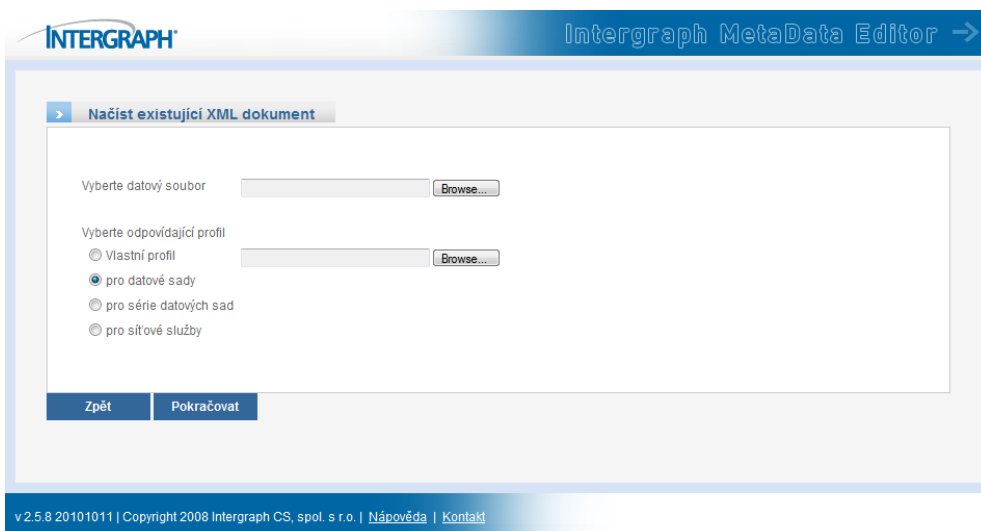 INTERGRAPH
Intergraph MetaData Editor
Načíst existující XML dokument
Vyberte datový soubor Browse...
Vyberte odpovídající profil
Vlastní profil Browse...
pro datové sady
pro série datových sad
pro síťové služby
Zpět Pokračovat
v 2.5.8 20101011 | Copyright 2008 Intergraph CS, spol. s r.o. | Nápověda | Kontakt